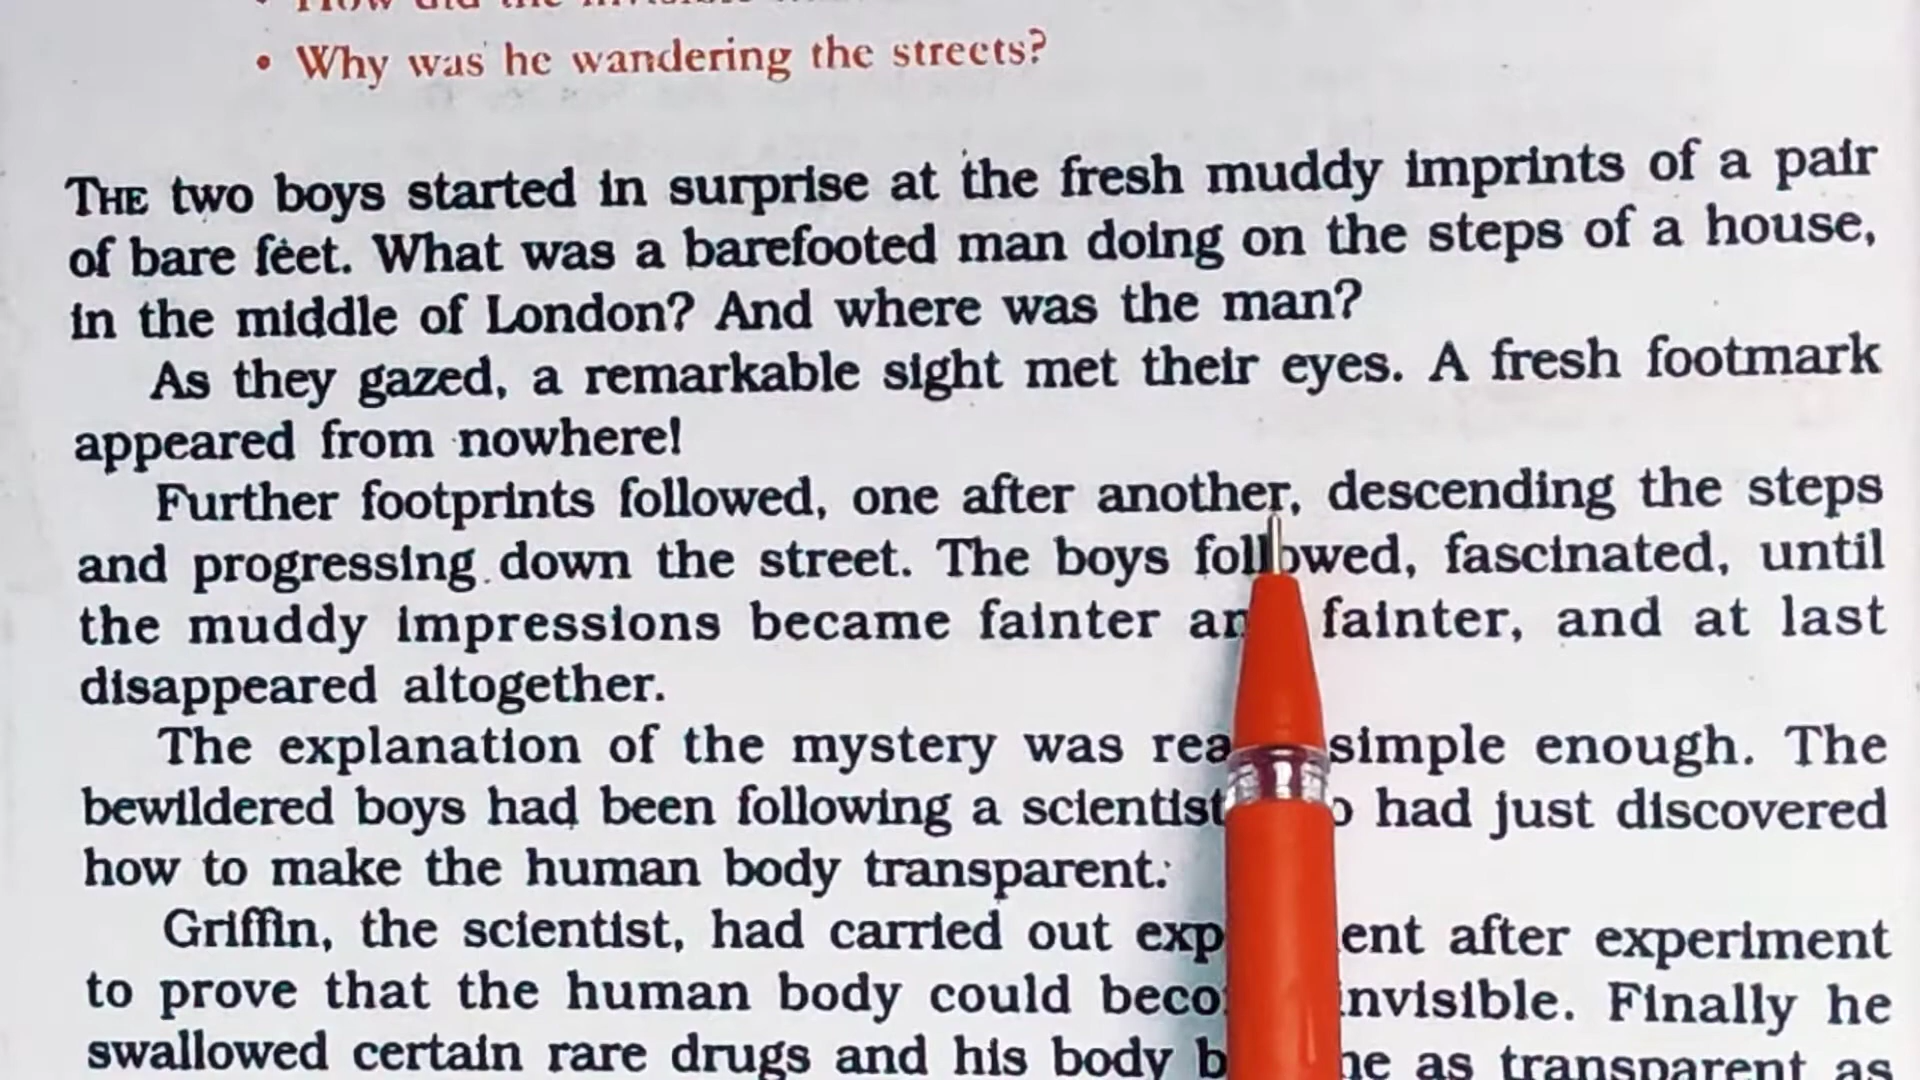 • Why was he wandering the streets?
THE two boys started in surprise at the fresh muddy imprints of a pair
of bare feet. What was a barefooted man doing on the steps of a house,
in the middle of London? And where was the man?
As they gazed, a remarkable sight met their eyes. A fresh footmark
appeared from nowhere!
Further footprints followed, one after another, descending the steps
and progressing down the street. The boys followed, fascinated, until
the muddy impressions became fainter fainter, and at last
disappeared altogether.
The explanation of the mystery was simple enough. The
bewildered boys had been following a scientist had just discovered
how to make the human body transparent.
Griffin, the scientist, had carried out after experiment
to prove that the human body could invisible. Finally he
swallowed certain rare drugs and his body as transparent as